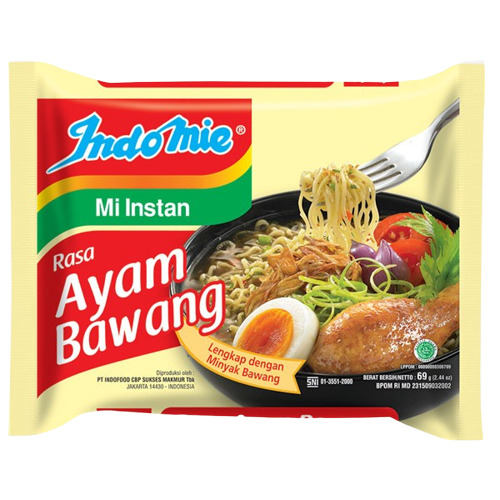 Indomie®
Mi Instan
Rasa
Ayam
Bawang
Lengkap dengan
Minyak Bawang
Diproduksi oleh :
PT INDOFOOD CBP SUKSES MAKMUR Tbk
JAKARTA 14430 - INDONESIA
SNI 01-3551-2000
HALAL
BERAT BERSIH/NETTO : 69 g (2.44 oz)
BPOM RI MD 231509032002